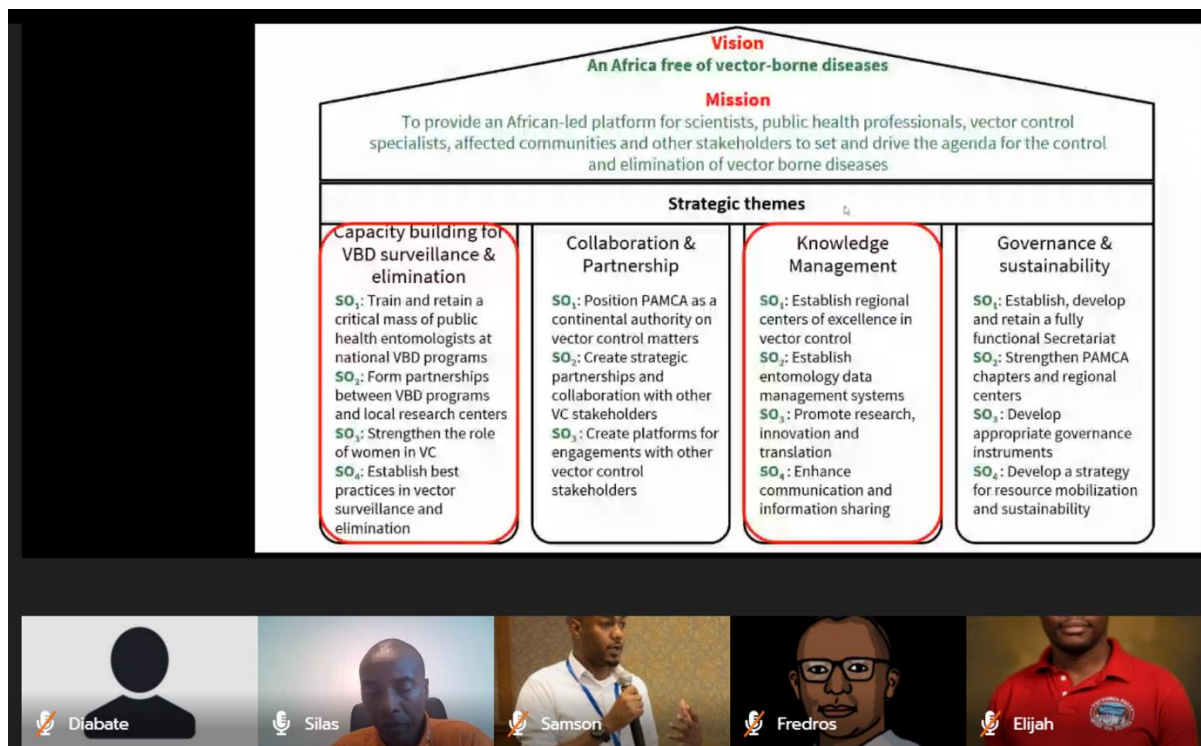 Vision
An Africa free of vector-borne diseases
Mission
To provide an African-led platform for scientists, public health professionals, vector control
specialists, affected communities and other stakeholders to set and drive the agenda for the control
and elimination of vector borne diseases
Strategic themes
Capacity building for
VBD surveillance &
elimination
SO₁: Train and retain a
critical mass of public
health entomologists at
national VBD programs
SO₂: Form partnerships
between VBD programs
and local research centers
SO₃: Strengthen the role
of women in VC
SO₄: Establish best
practices in vector
surveillance and
elimination
Collaboration &
Partnership
SO₁: Position PAMCA as a
continental authority on
vector control matters
SO₂: Create strategic
partnerships and
collaboration with other
VC stakeholders
SO₃: Create platforms for
engagements with other
vector control
stakeholders
Knowledge
Management
SO₁: Establish regional
centers of excellence in
vector control
SO₂: Establish
entomology data
management systems
SO₃: Promote research,
innovation and
translation
SO₄: Enhance
communication and
information sharing
Governance &
sustainability
SO₁: Establish, develop
and retain a fully
functional Secretariat
SO₂: Strengthen PAMCA
chapters and regional
centers
SO₃: Develop
appropriate governance
instruments
SO₄: Develop a strategy
for resource mobilization
and sustainability
Diabate
Silas
Samson
Fredros
Elijah